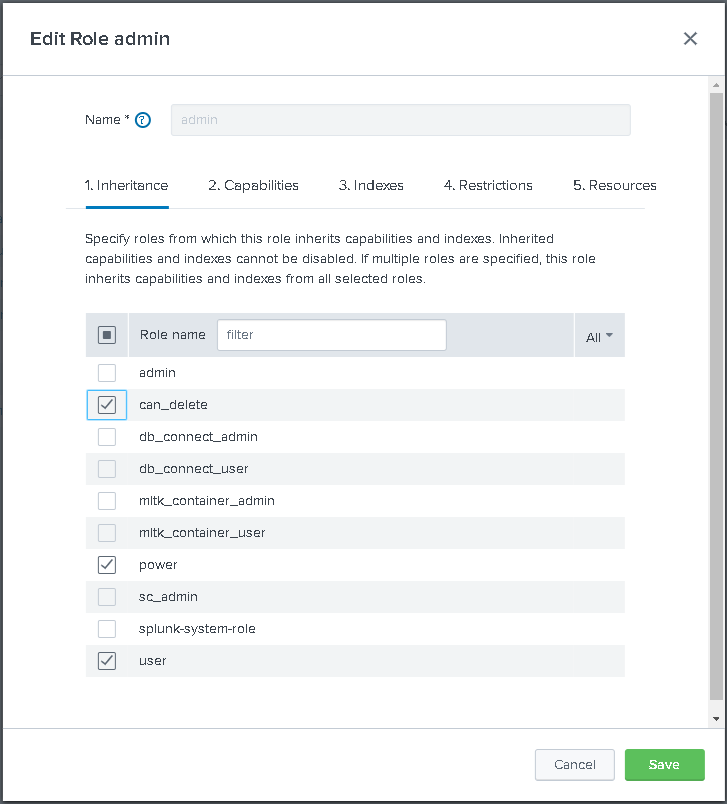 Edit Role admin
Name * ?
admin
1. Inheritance 2. Capabilities 3. Indexes 4. Restrictions 5. Resources
Specify roles from which this role inherits capabilities and indexes. Inherited
capabilities and indexes cannot be disabled. If multiple roles are specified, this role
inherits capabilities and indexes from all selected roles.
Role name filter All
admin
can_delete
db_connect_admin
db_connect_user
mltk_container_admin
mltk_container_user
power
sc_admin
splunk-system-role
user
Cancel Save